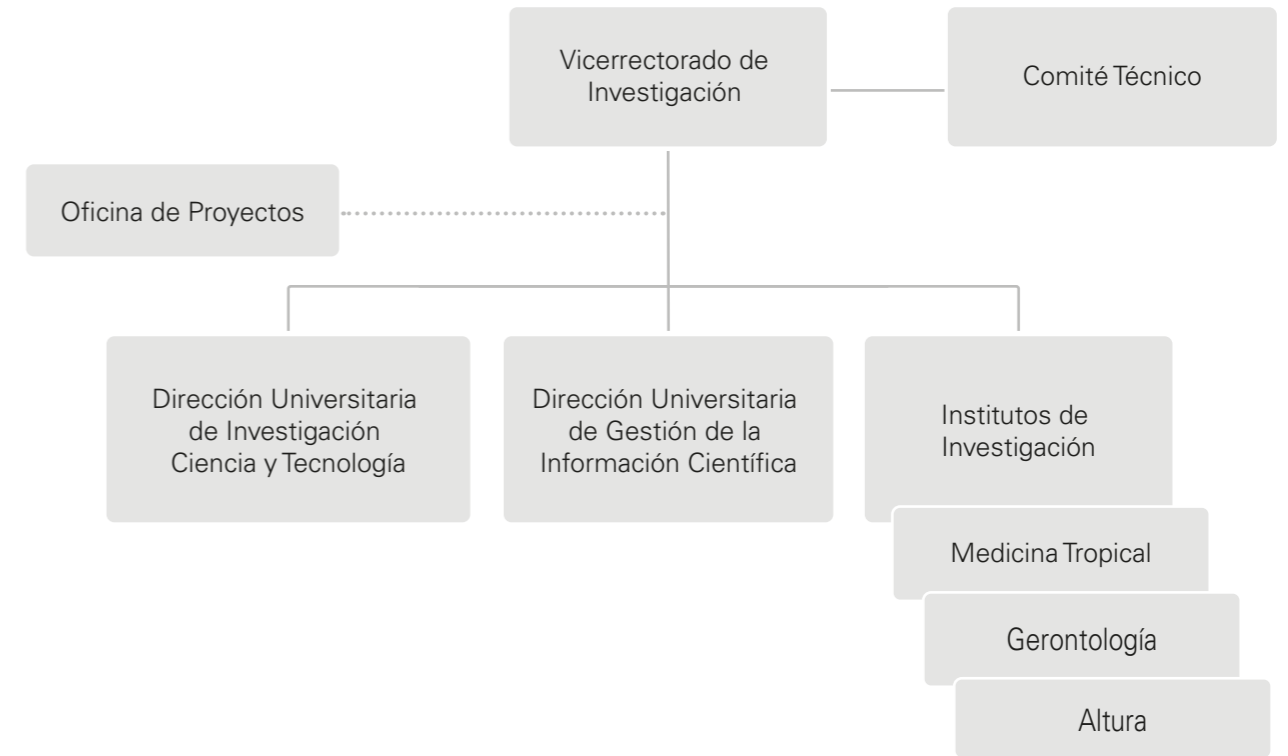 Vicerrectorado de
Investigación
Comité Técnico
Oficina de Proyectos
Dirección Universitaria
de Investigación
Ciencia y Tecnología
Dirección Universitaria
de Gestión de la
Información Científica
Institutos de
Investigación
Medicina Tropical
Gerontología
Altura